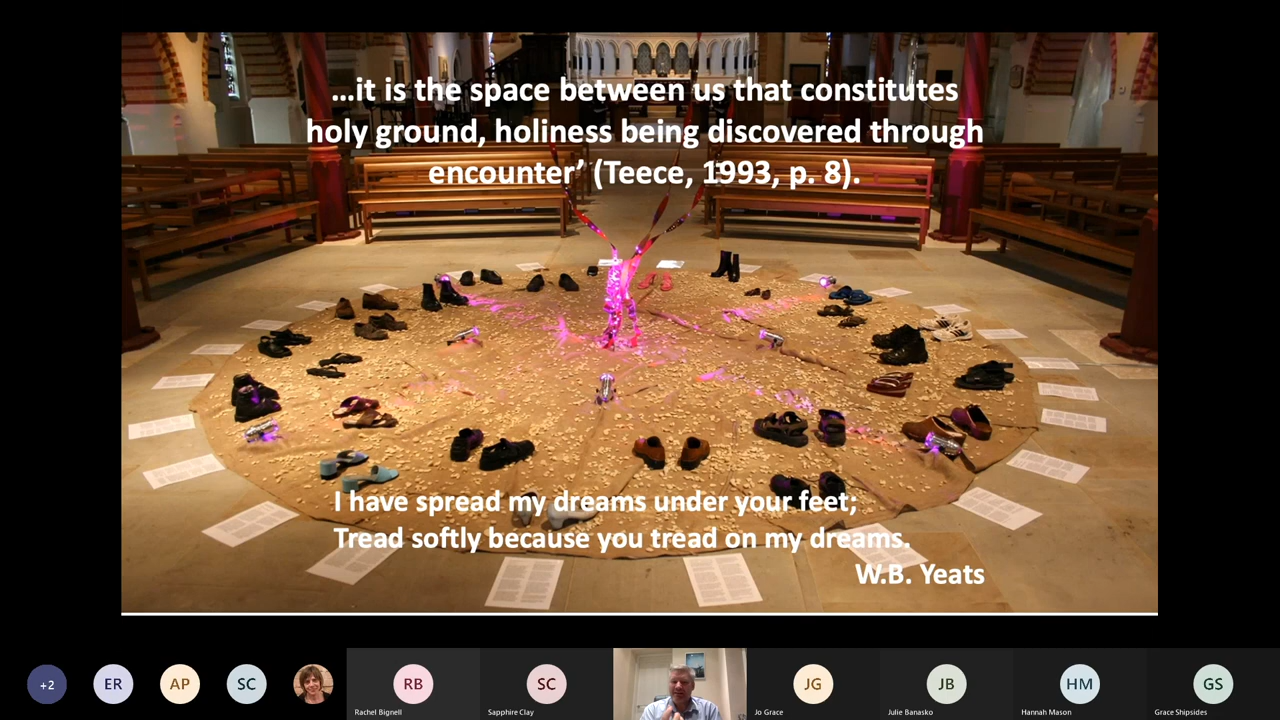 ...it is the space between us that constitutes
holy ground, holiness being discovered through
encounter’ (Teece, 1993, p. 8).
I have spread my dreams under your feet;
Tread softly because you tread on my dreams.
W.B. Yeats
+2
ER
AP
SC
RB
SC
JG
JB
HM
GS
Rachel Bignell
Sapphire Clay
Jo Grace
Julie Banasko
Hannah Mason
Grace Shipsides